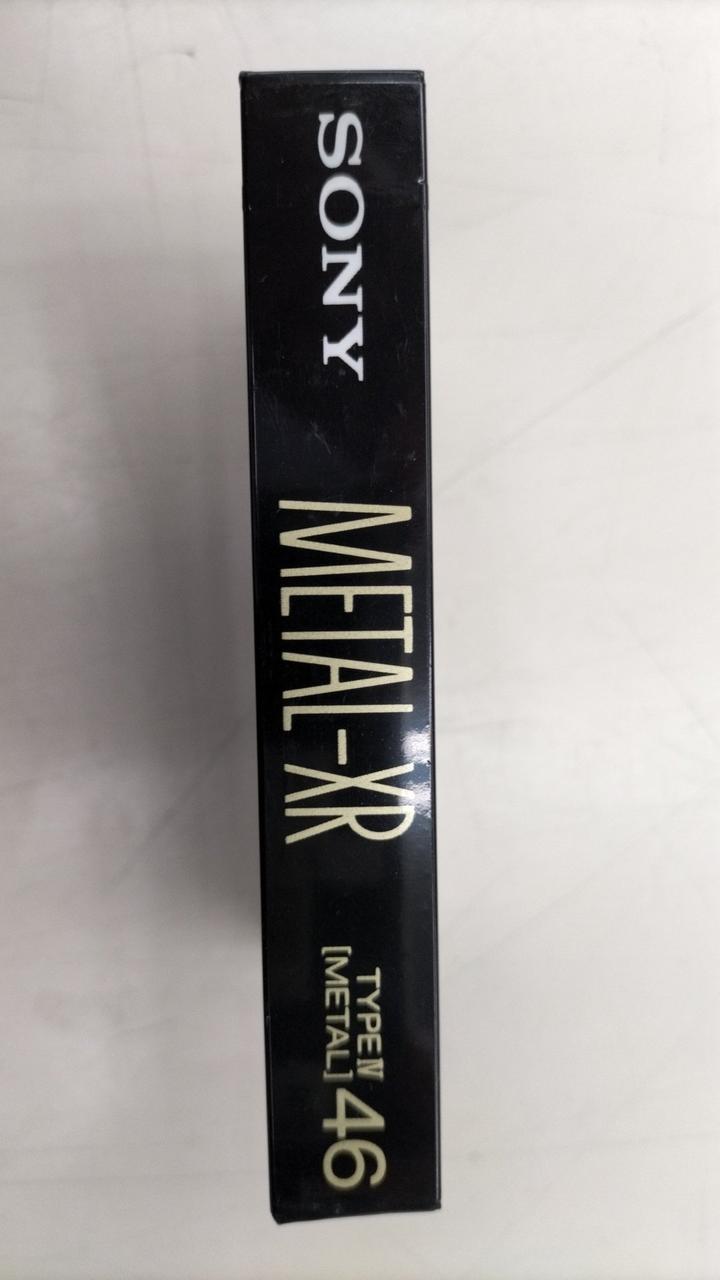 SONY
METAL-XR
TYPE IV
[METAL] 46